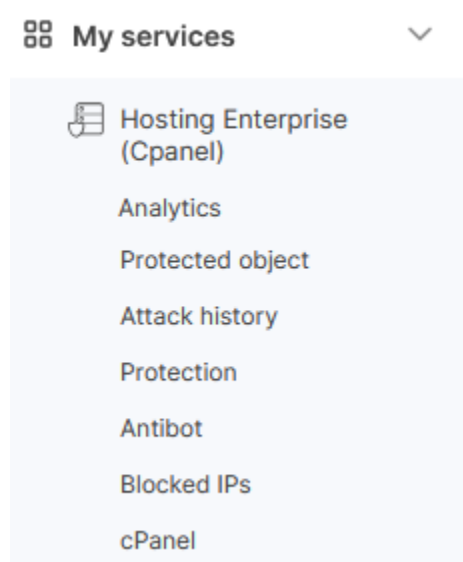 My services
Hosting Enterprise
(Cpanel)
Analytics
Protected object
Attack history
Protection
Antibot
Blocked IPs
cPanel